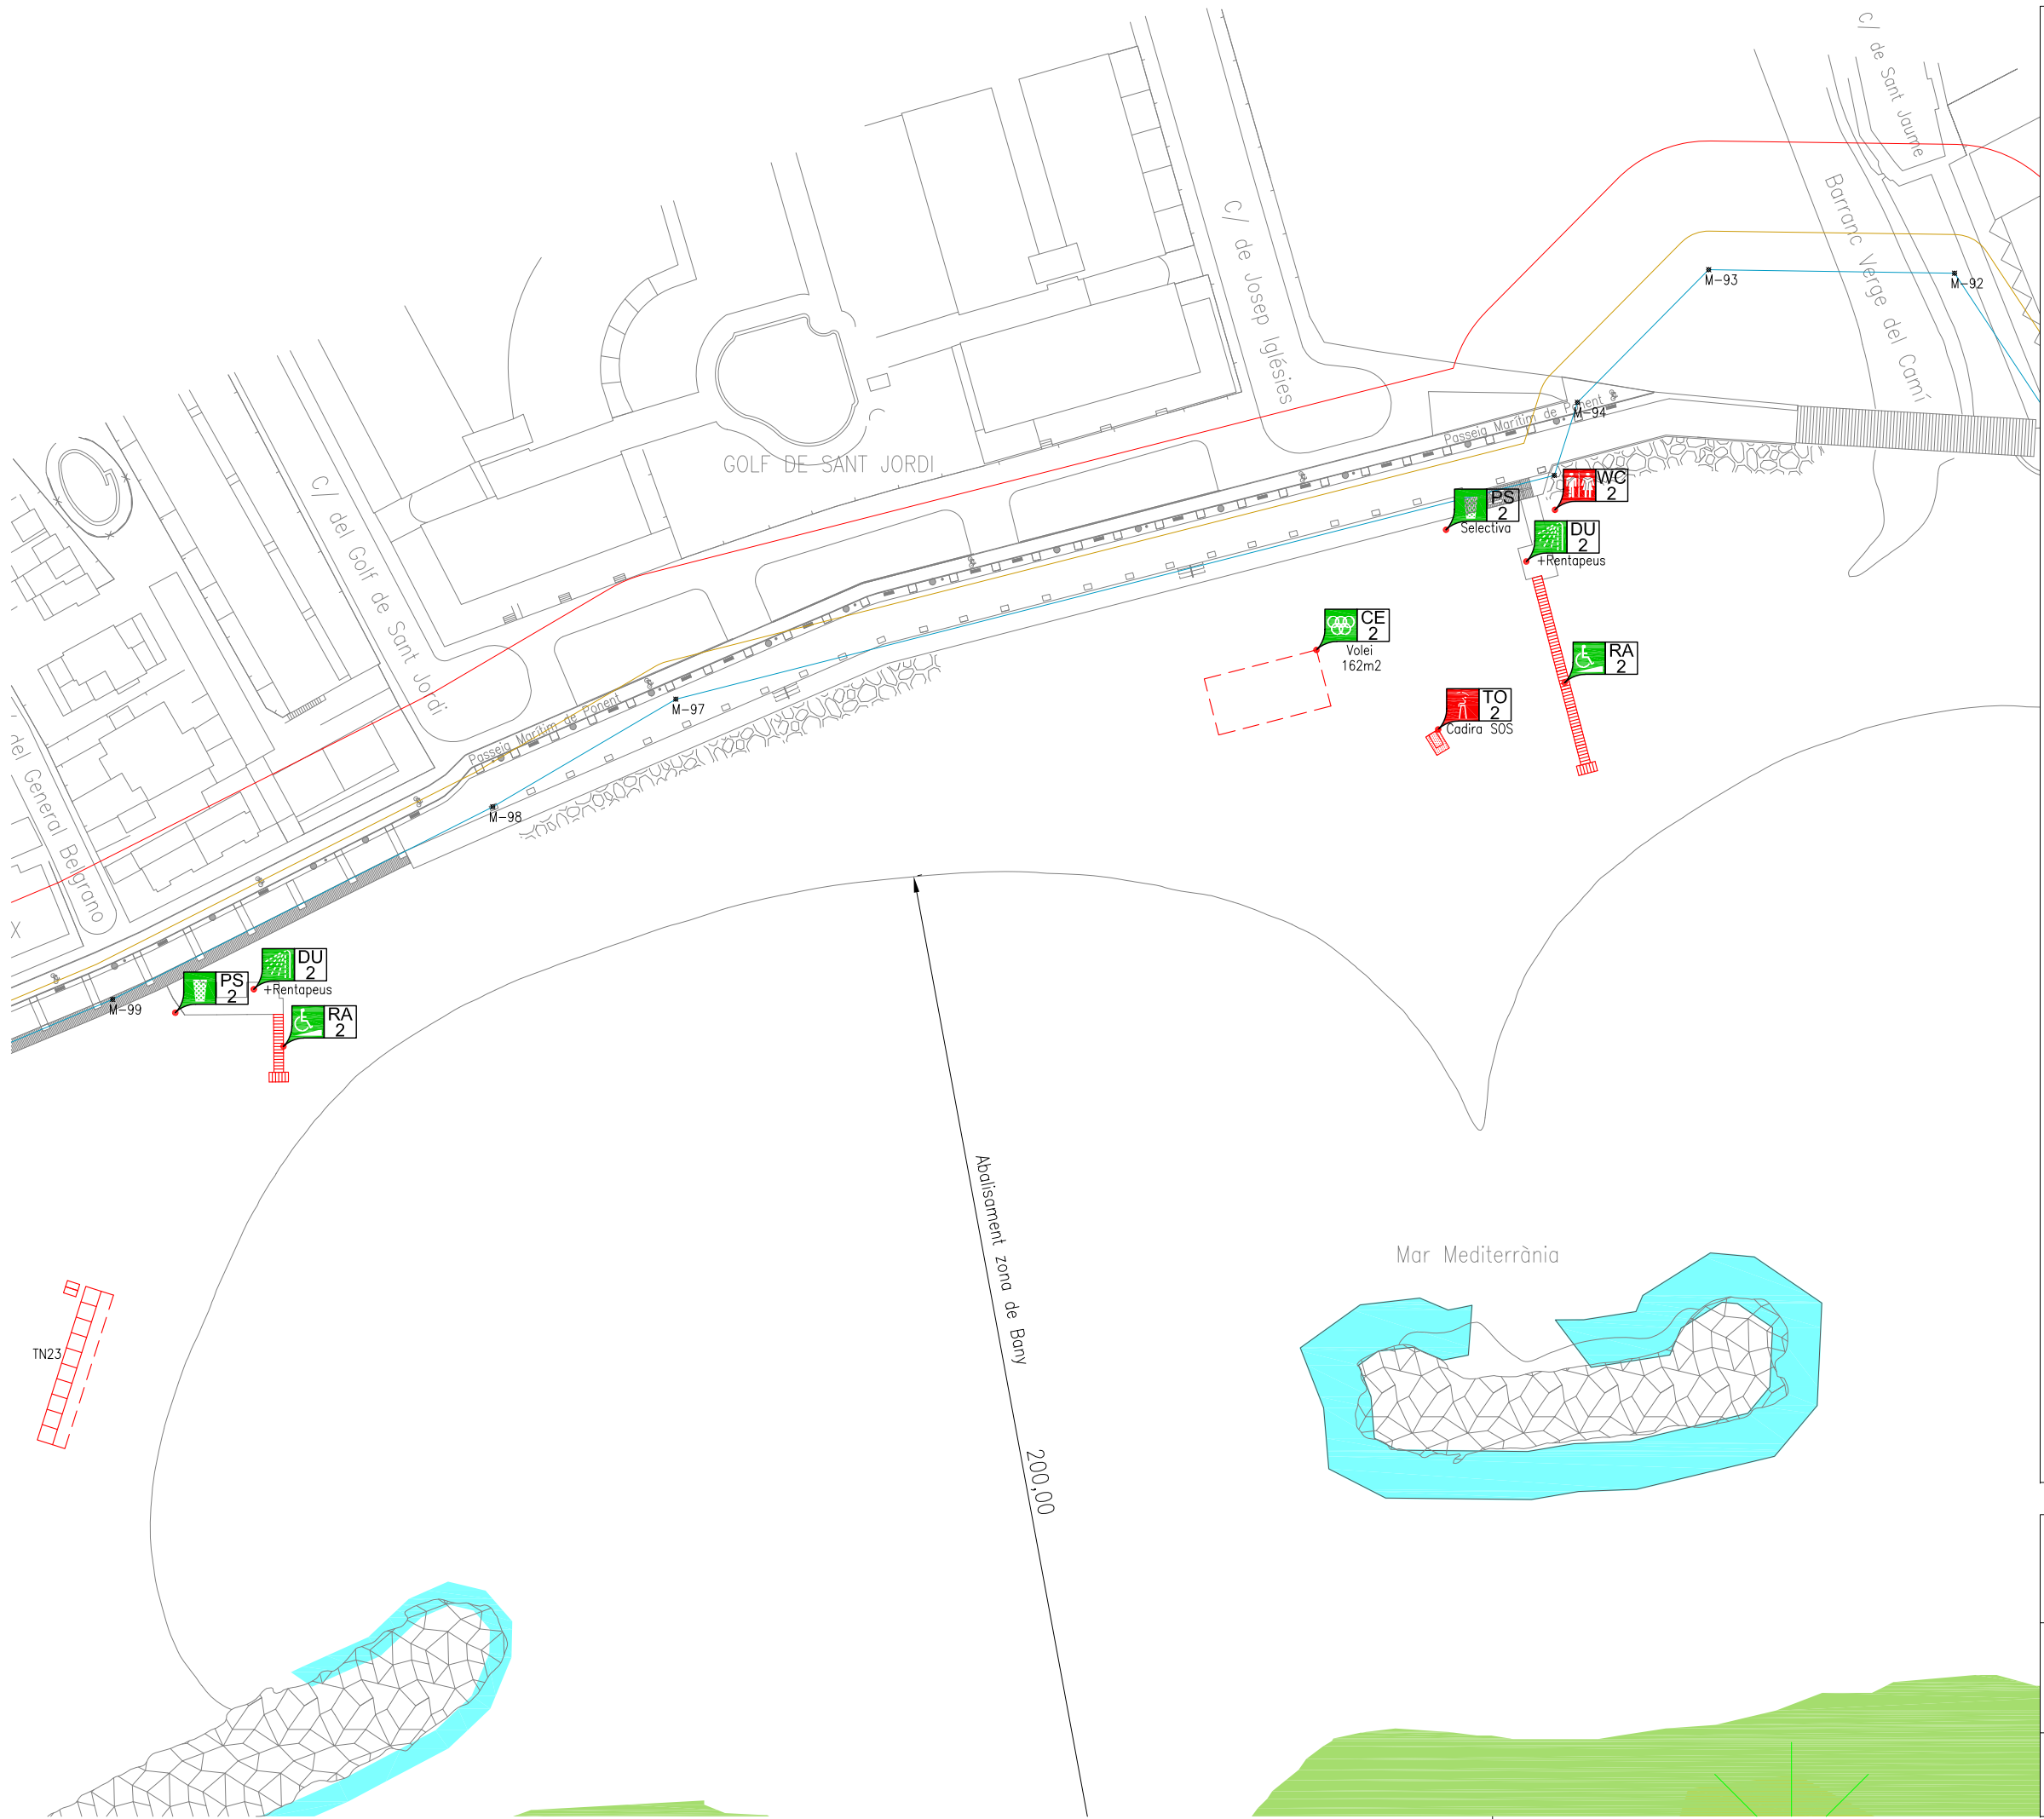 C/ de Sant Jaume
Barranc Verge del Camí
C/ de Josep Iglésies
M-93
M-92
M-94
Passeig Marítim de Ponent
GOLF DE SANT JORDI
WC
2
PS
2
Selectiva
DU
2
+Rentapeus
CE
2
Volei
162m2
RA
2
TO
2
Cadira SOS
C/ del Golf de Sant Jordi
M-97
Passeig Marítim de Ponent
M-98
del General Belgrano
X
DU
2
+Rentapeus
PS
2
M-99
RA
2
Abalisament zona de Bany
200,00
Mar Mediterrània
TN23